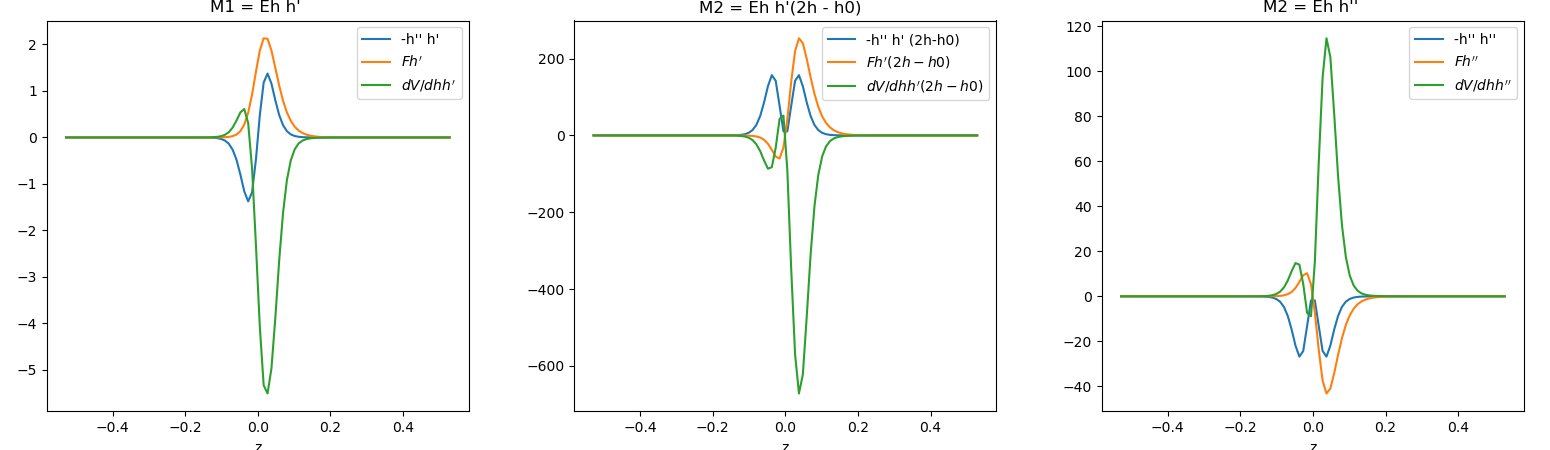 M1 = Eh h'
-h'' h'
Fh′
dV/dhh′
2
1
0
−1
−2
−3
−4
−5
−0.4
−0.2
0.0
0.2
0.4
z
M2 = Eh h'(2h - h0)
-h'' h' (2h-h0)
Fh′(2h − h0)
dV/dhh′(2h − h0)
200
0
−200
−400
−600
−0.4
−0.2
0.0
0.2
0.4
z
M2 = Eh h''
-h'' h''
Fh″
dV/dhh″
120
100
80
60
40
20
0
−20
−40
−0.4
−0.2
0.0
0.2
0.4
z